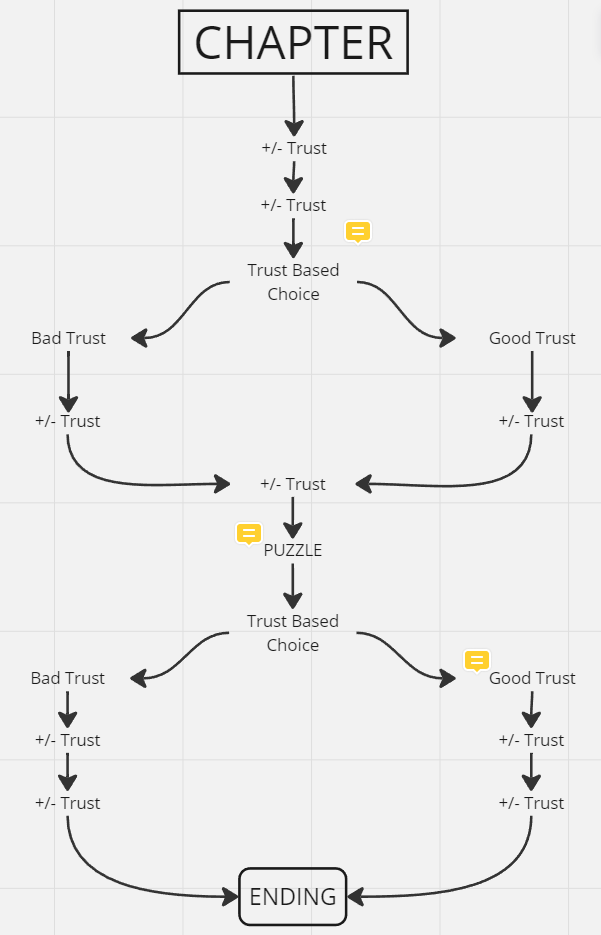 CHAPTER
+/- Trust
+/- Trust
Trust Based
Choice
Bad Trust
Good Trust
+/- Trust
+/- Trust
+/- Trust
PUZZLE
Trust Based
Choice
Bad Trust
Good Trust
+/- Trust
+/- Trust
+/- Trust
+/- Trust
ENDING